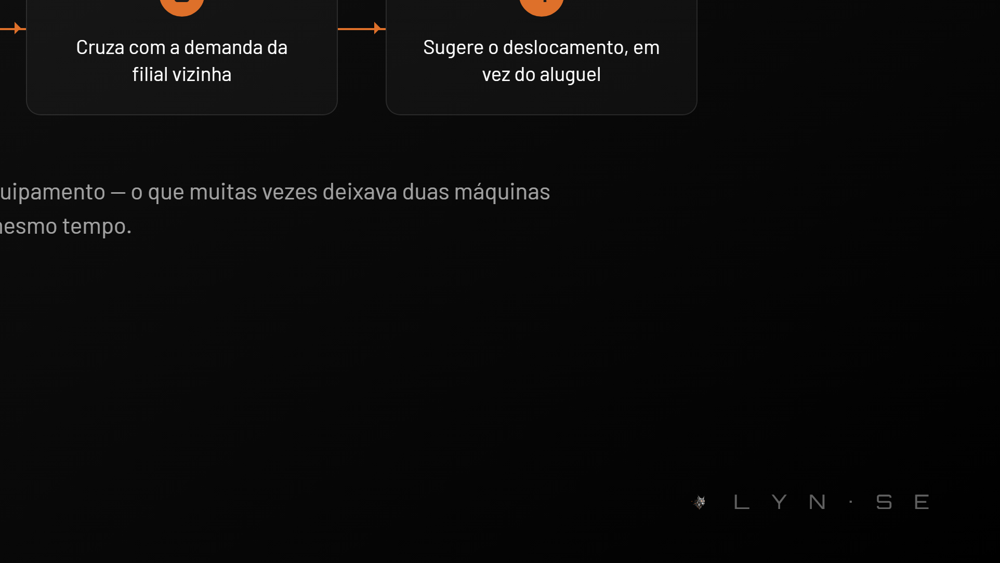 Cruza com a demanda da
filial vizinha
Sugere o deslocamento, em
vez do aluguel
uipamento — o que muitas vezes deixava duas máquinas
esmo tempo.
L Y N · S E